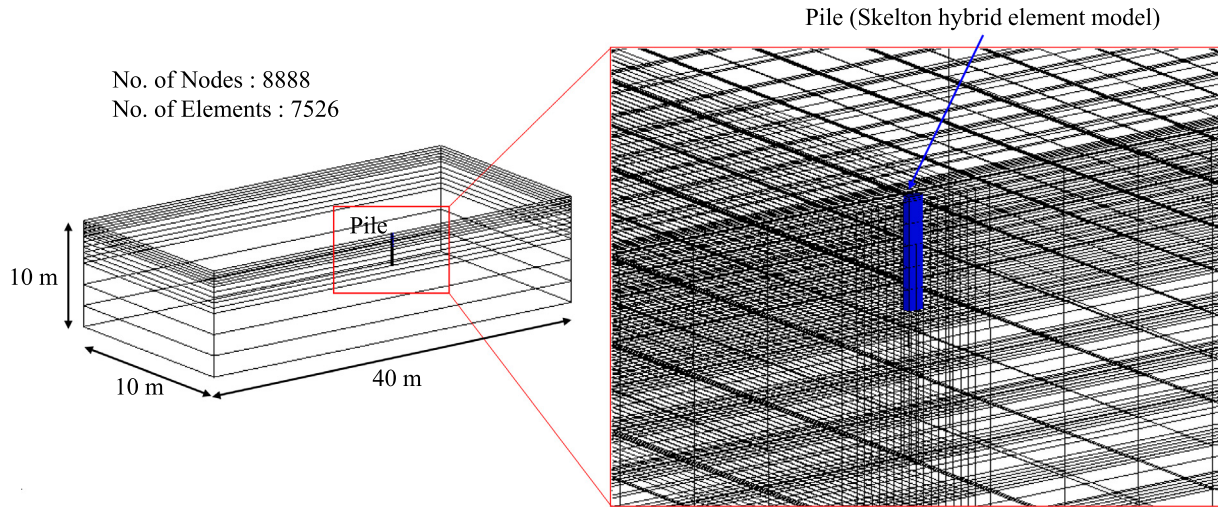 Pile (Skelton hybrid element model)
No. of Nodes : 8888
No. of Elements : 7526
Pile
10 m
10 m
40 m